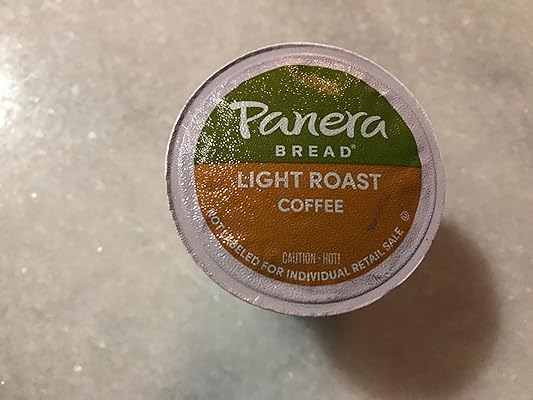 Panera
BREAD®
LIGHT ROAST
COFFEE
CAUTION - HOT!
NOT LABELED FOR INDIVIDUAL RETAIL SALE